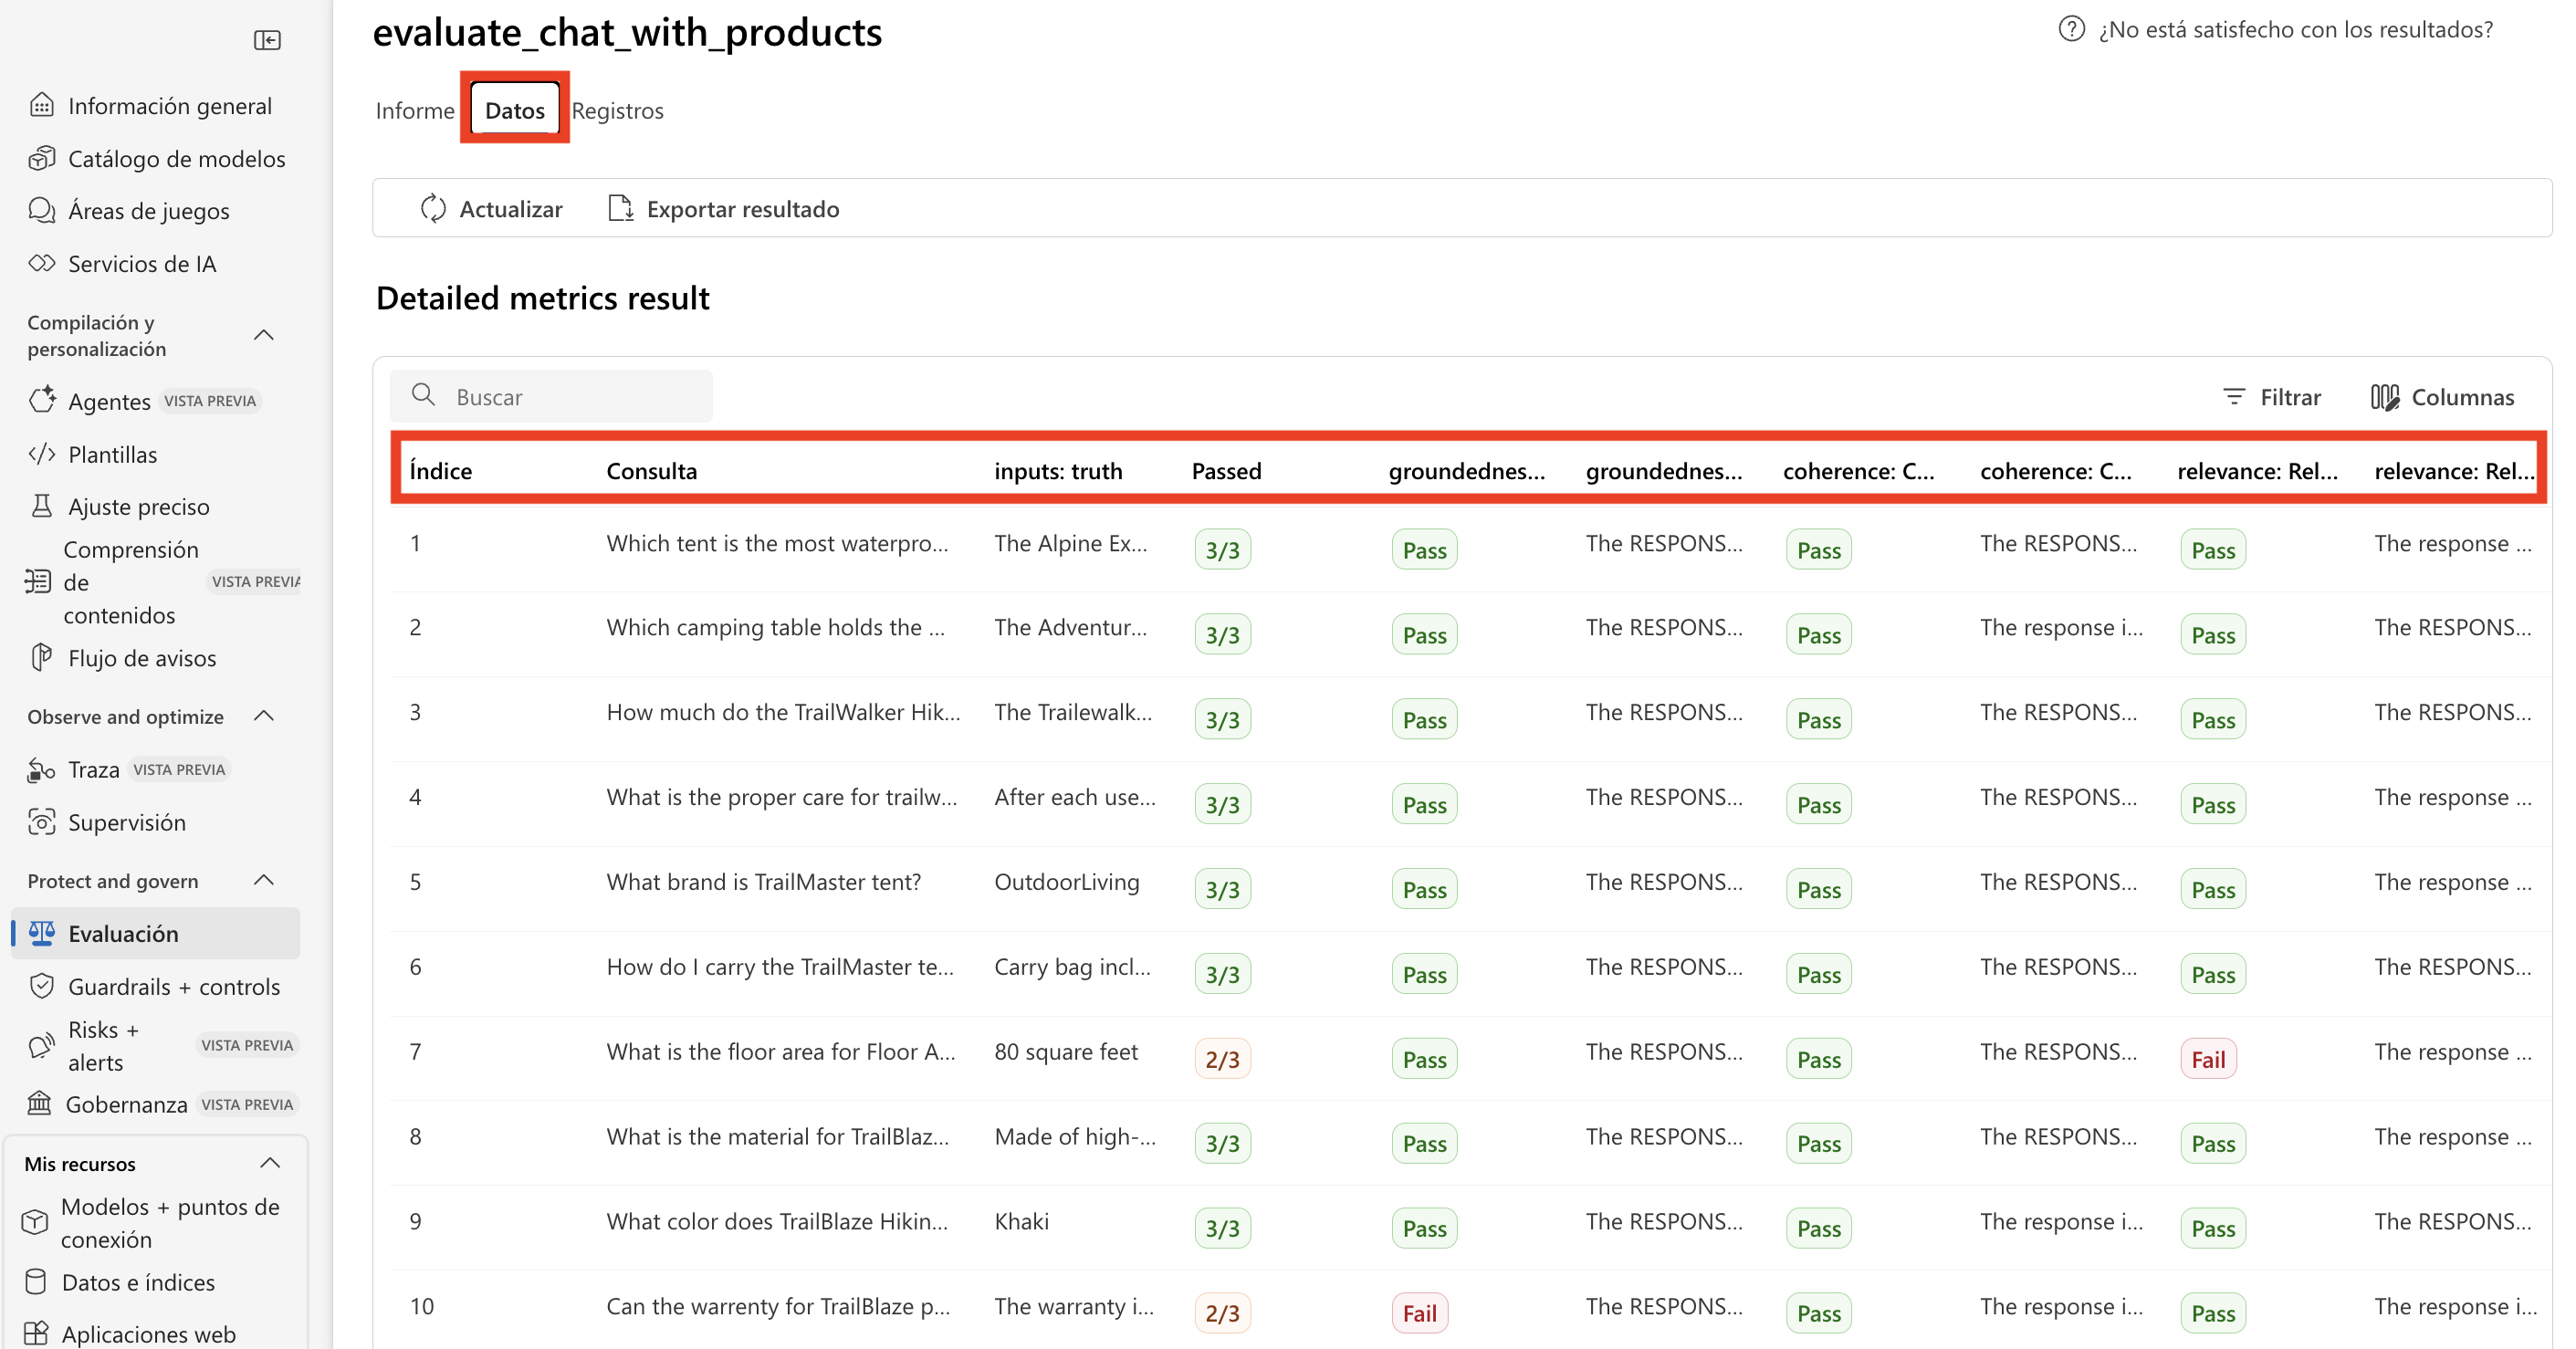 Información general
Catálogo de modelos
Áreas de juegos
Servicios de IA
Compilación y
personalización
Agentes VISTA PREVIA
Plantillas
Ajuste preciso
Comprensión
de
contenidos
VISTA PREVIA
Flujo de avisos
Observe and optimize
Traza VISTA PREVIA
Supervisión
Protect and govern
Evaluación
Guardrails + controls
Risks +
alerts
VISTA PREVIA
Gobernanza VISTA PREVIA
Mis recursos
Modelos + puntos de
conexión
Datos e índices
Aplicaciones web
evaluate_chat_with_products
¿No está satisfecho con los resultados?
Informe Datos Registros
Actualizar Exportar resultado
Detailed metrics result
Buscar Filtrar Columnas
Índice Consulta inputs: truth Passed groundednes... groundednes... coherence: C... coherence: C... relevance: Rel... relevance: Rel...
1 Which tent is the most waterpro... The Alpine Ex... 3/3 Pass The RESPONS... Pass The RESPONS... Pass The response ...
2 Which camping table holds the ... The Adventur... 3/3 Pass The RESPONS... Pass The response i... Pass The RESPONS...
3 How much do the TrailWalker Hik... The Trailewalk... 3/3 Pass The RESPONS... Pass The RESPONS... Pass The RESPONS...
4 What is the proper care for trailw... After each use... 3/3 Pass The RESPONS... Pass The RESPONS... Pass The response ...
5 What brand is TrailMaster tent? OutdoorLiving 3/3 Pass The RESPONS... Pass The RESPONS... Pass The response ...
6 How do I carry the TrailMaster te... Carry bag incl... 3/3 Pass The RESPONS... Pass The RESPONS... Pass The RESPONS...
7 What is the floor area for Floor A... 80 square feet 2/3 Pass The RESPONS... Pass The RESPONS... Fail The response ...
8 What is the material for TrailBlaz... Made of high-... 3/3 Pass The RESPONS... Pass The RESPONS... Pass The response ...
9 What color does TrailBlaze Hikin... Khaki 3/3 Pass The RESPONS... Pass The response i... Pass The RESPONS...
10 Can the warrenty for TrailBlaze p... The warranty i... 2/3 Fail The RESPONS... Pass The response i... Pass The response i...